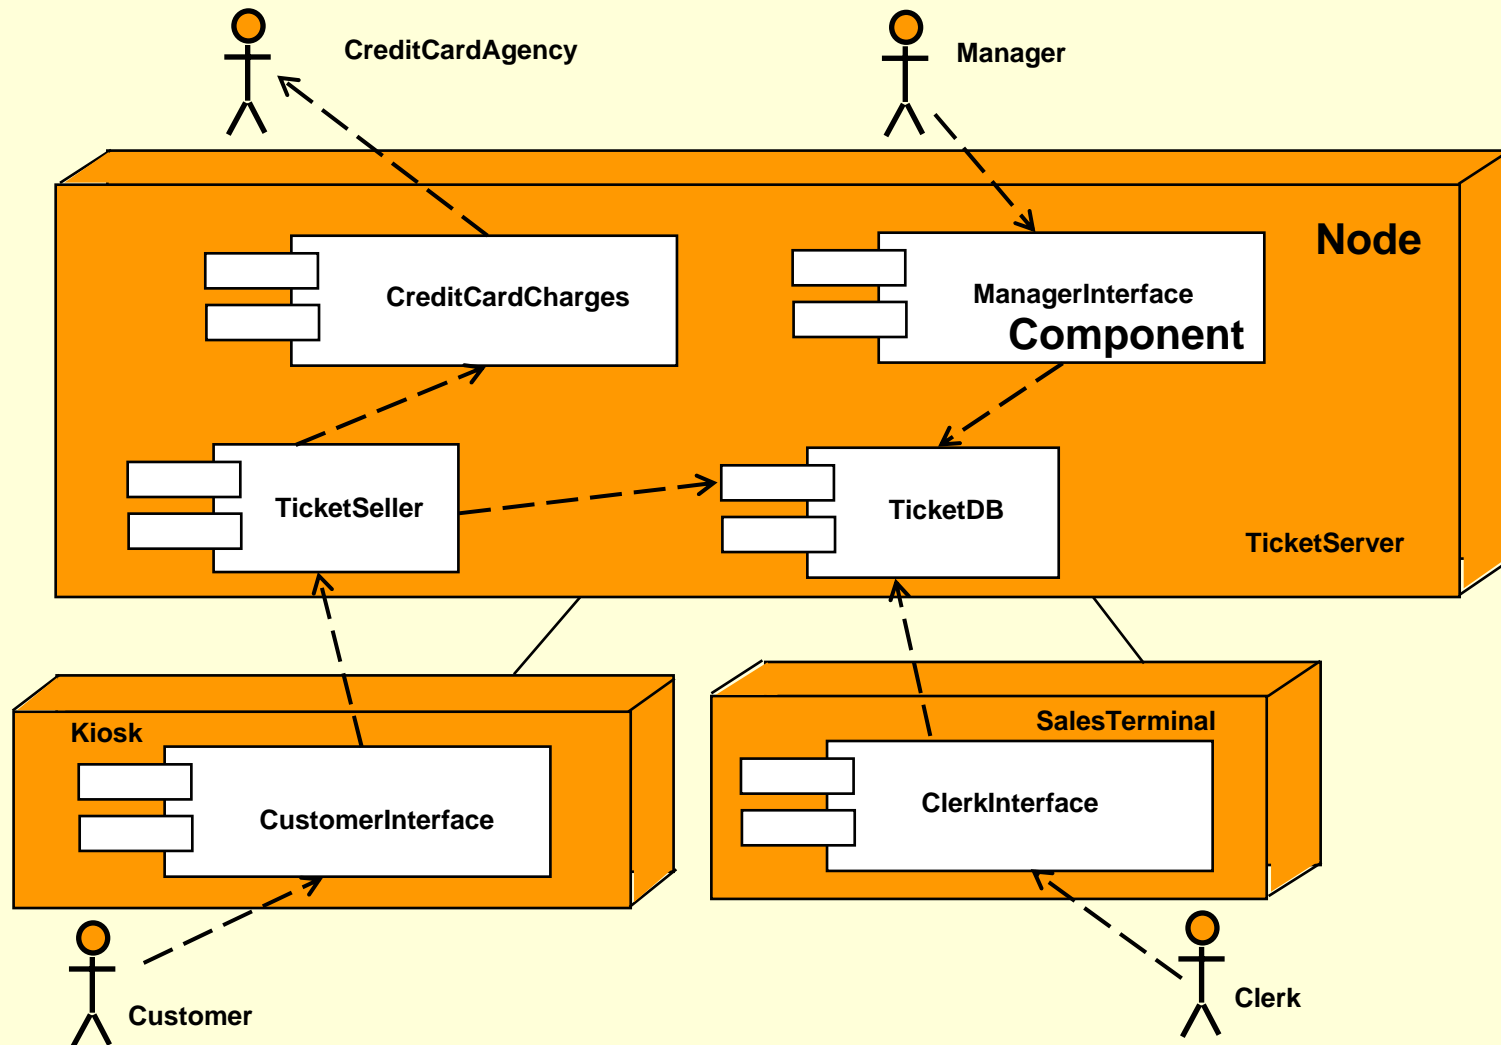 CreditCardAgency
Manager
Node
CreditCardCharges
ManagerInterface
Component
TicketSeller
TicketDB
TicketServer
Kiosk
SalesTerminal
CustomerInterface
ClerkInterface
Customer
Clerk